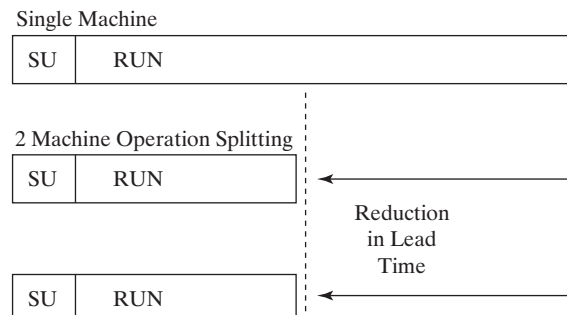 Single Machine
SU RUN
2 Machine Operation Splitting
SU RUN
Reduction
in Lead
Time
SU RUN